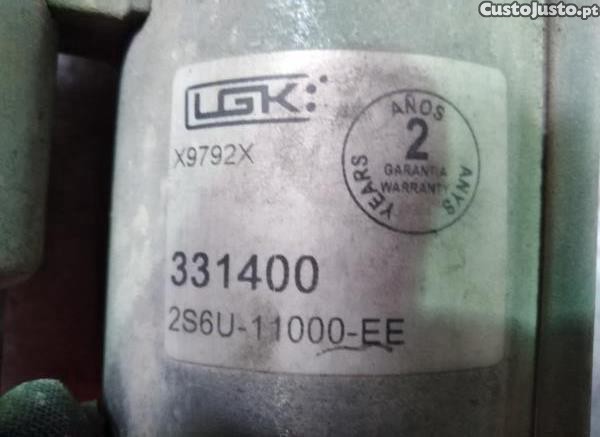 CustoJusto.pt
LGK
X9792X
AÑOS
2
GARANTIA
WARRANTY
YEARS
ANYS
331400
2S6U-11000-EE